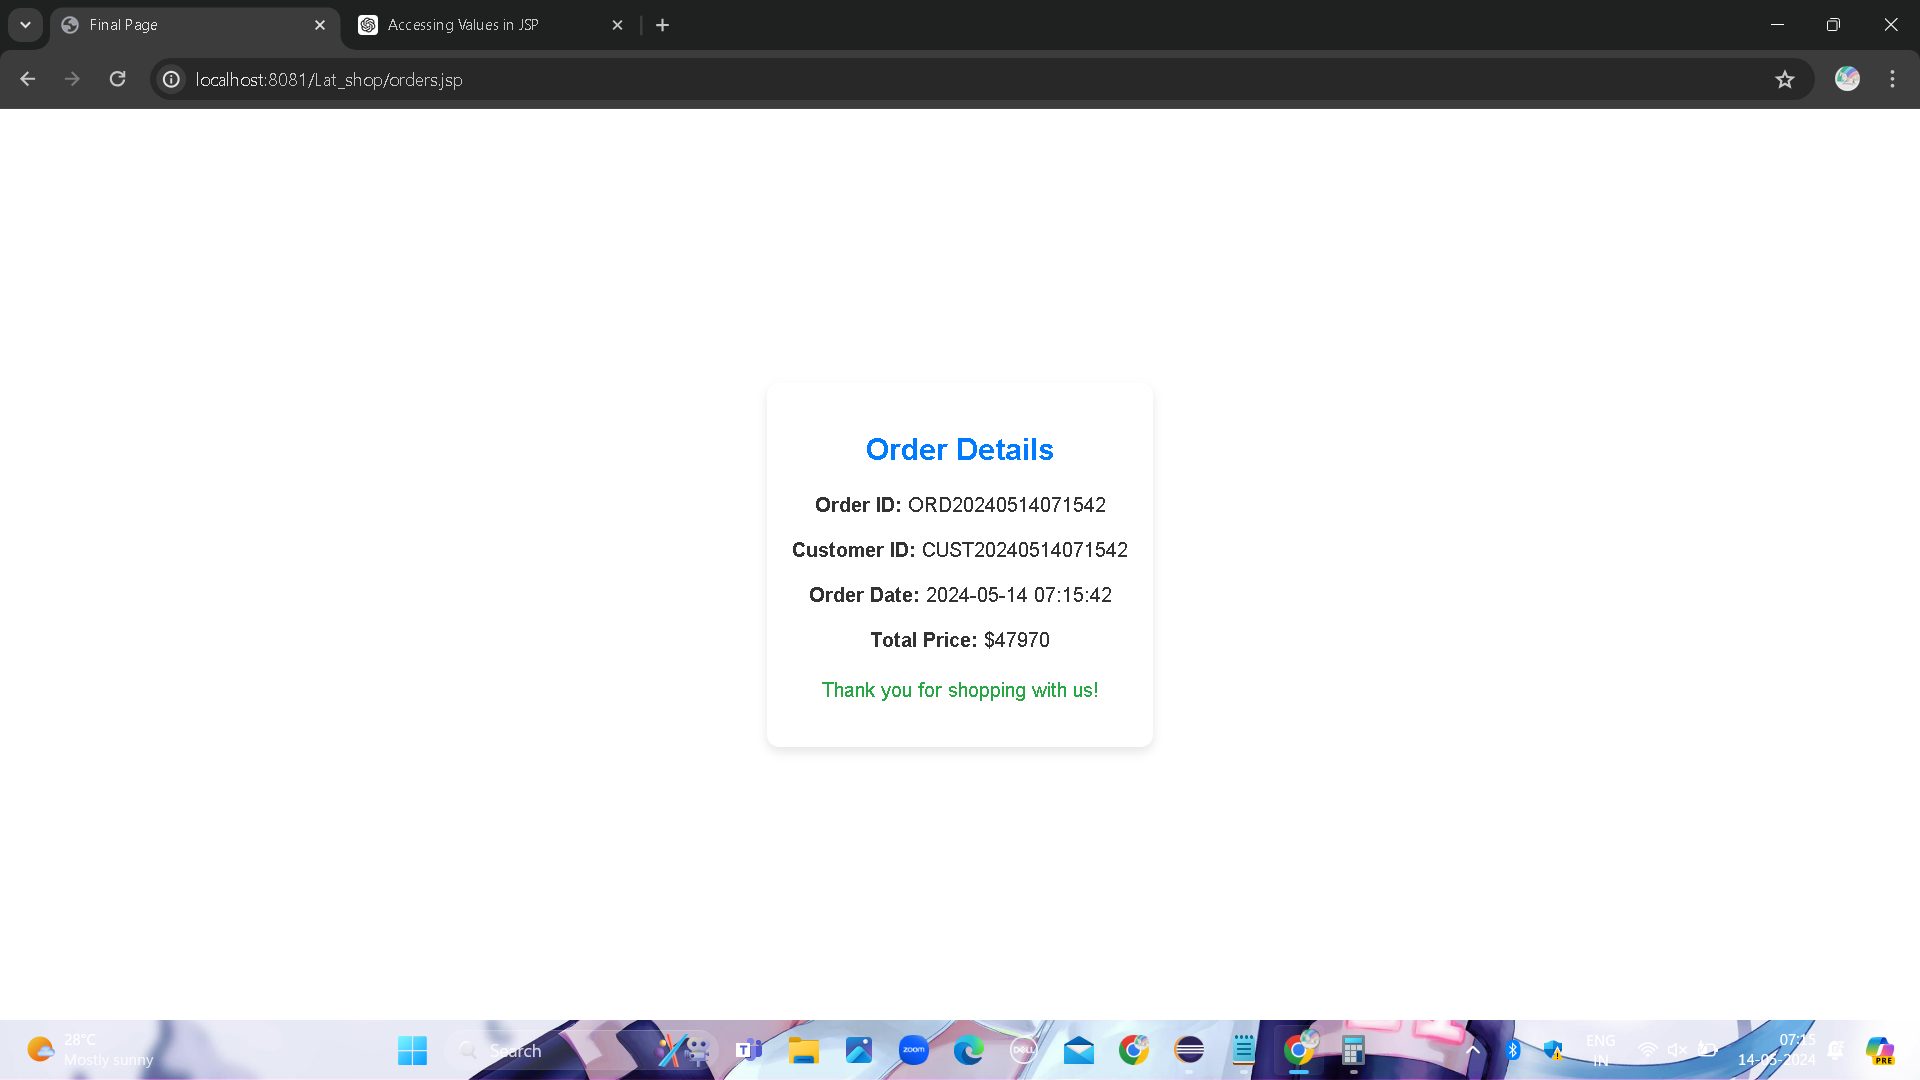 Final Page
Accessing Values in JSP
localhost:8081/Lat_shop/orders.jsp
Order Details
Order ID: ORD20240514071542
Customer ID: CUST20240514071542
Order Date: 2024-05-14 07:15:42
Total Price: $47970
Thank you for shopping with us!
28°C
Mostly sunny
Search
T
zoom
DELL
ENG
IN
07:15
14-05-2024
PRE